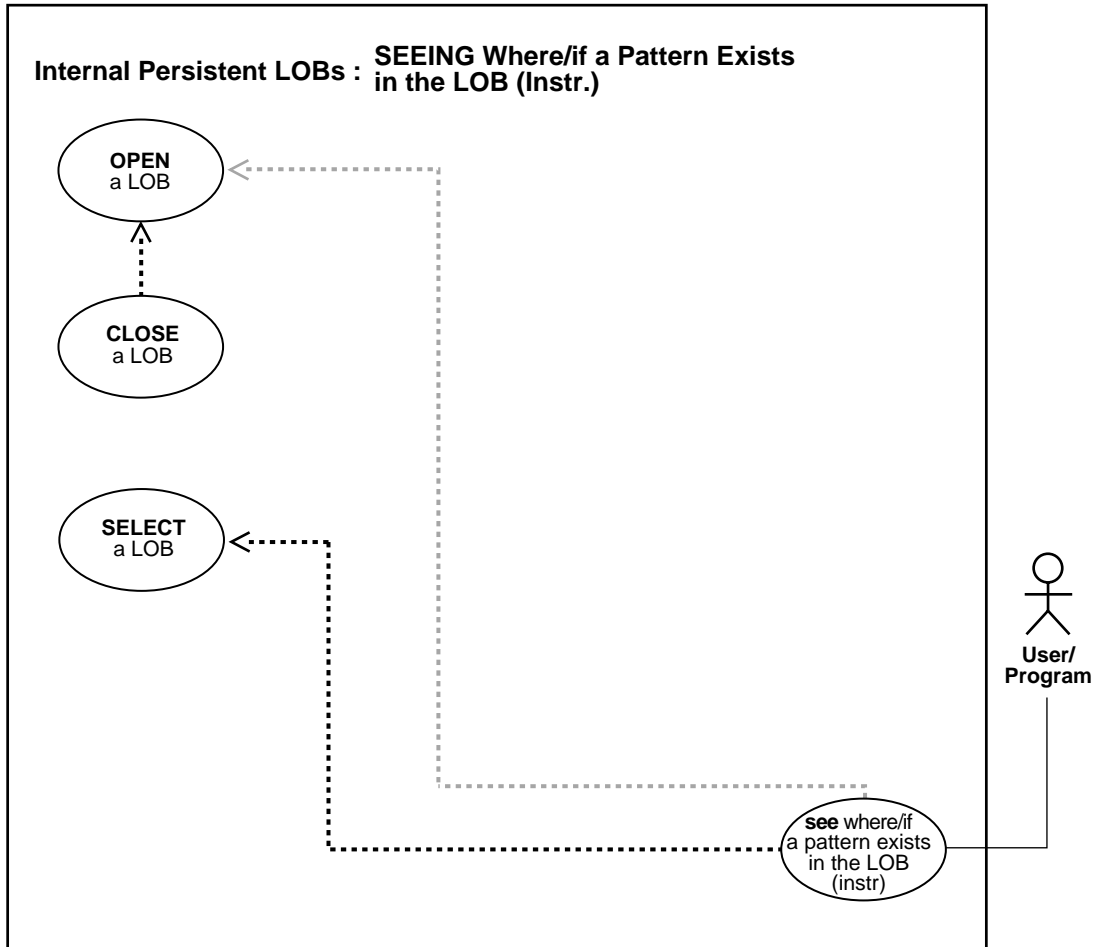 Internal Persistent LOBs : SEEING Where/if a Pattern Exists
in the LOB (Instr.)
OPEN
a LOB
CLOSE
a LOB
SELECT
a LOB
User/
Program
see where/if
a pattern exists
in the LOB
(instr)